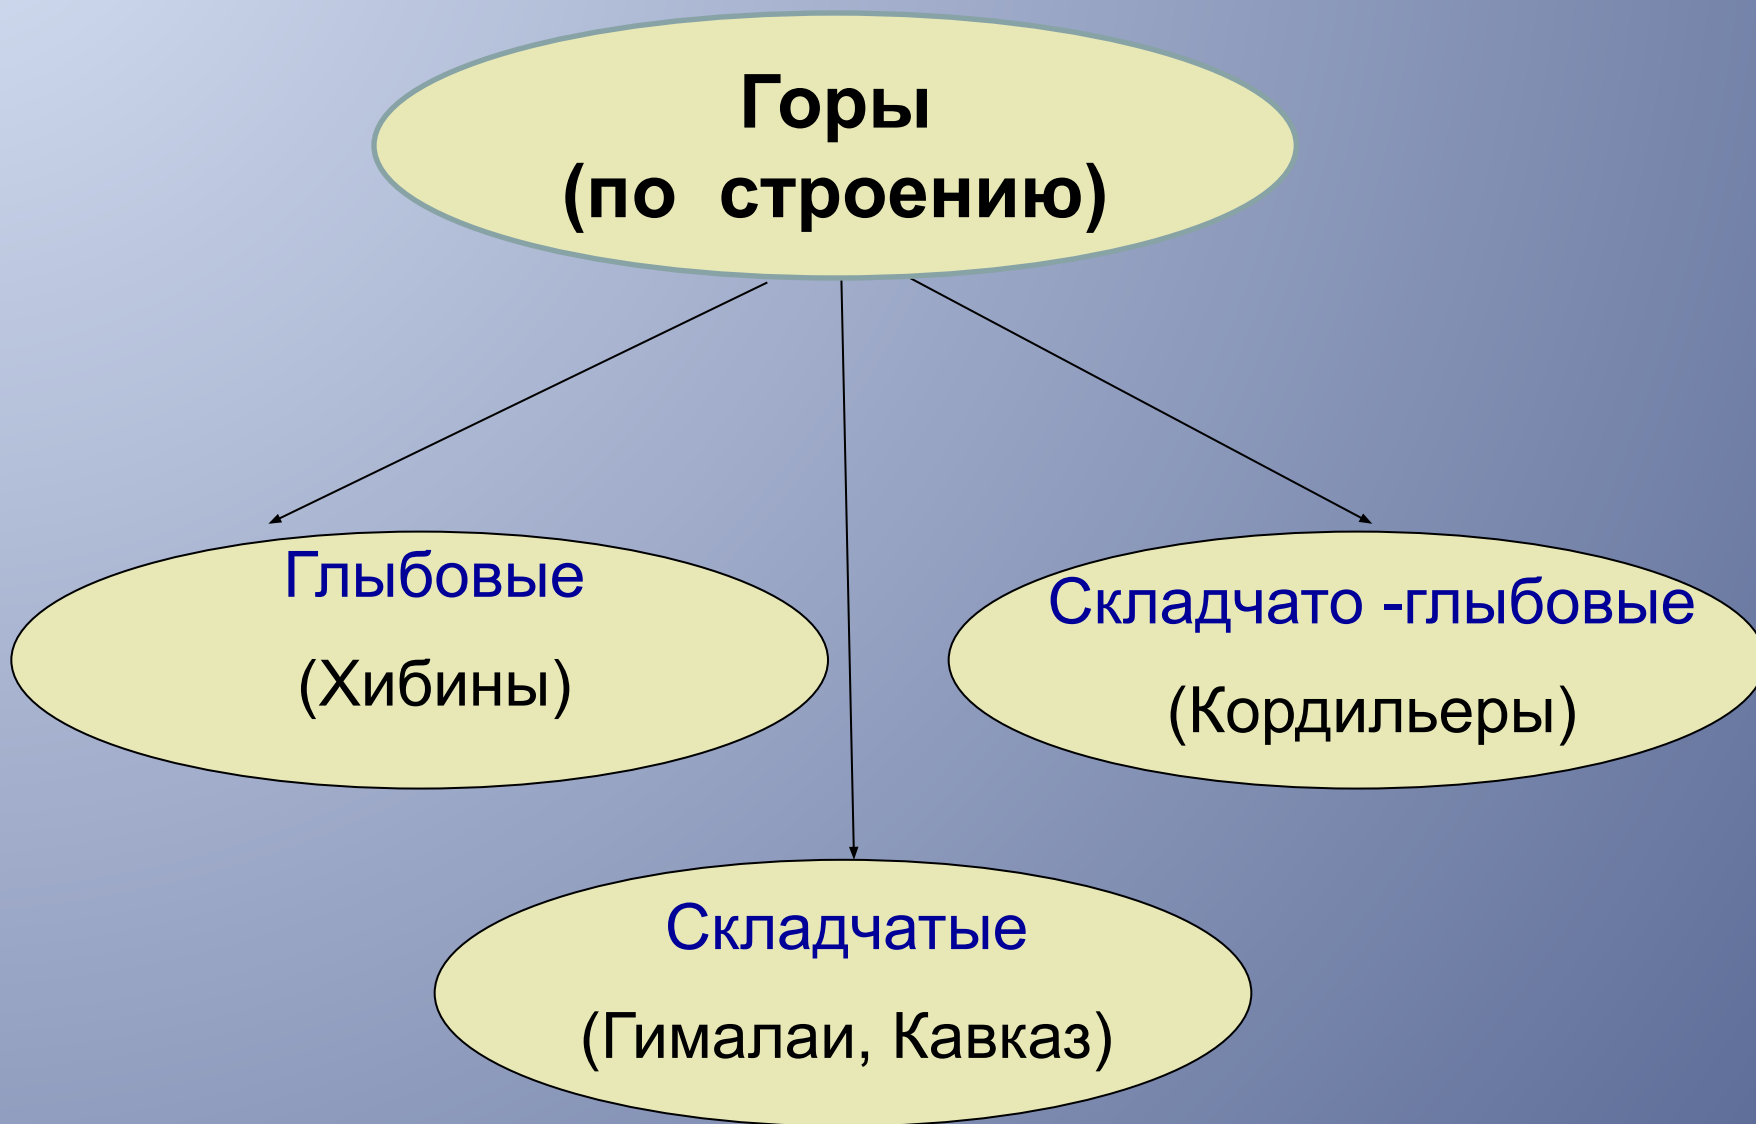 Горы
(по строению)
Глыбовые
(Хибины)
Складчато -глыбовые
(Кордильеры)
Складчатые
(Гималаи, Кавказ)